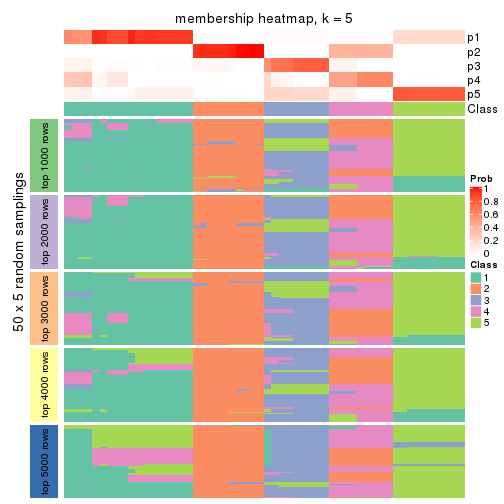 membership heatmap, k = 5
p1
p2
p3
p4
p5
Class
50 x 5 random samplings
top 1000 rows
top 2000 rows
top 3000 rows
top 4000 rows
top 5000 rows
Prob
1
0.8
0.6
0.4
0.2
0
Class
1
2
3
4
5